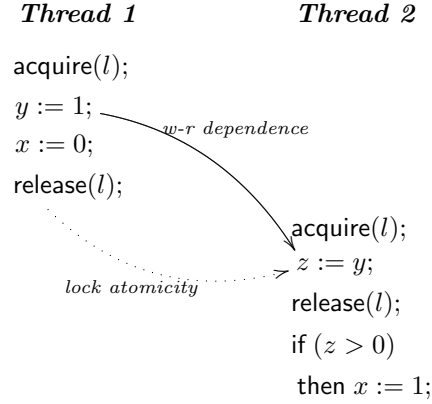 Thread 1
Thread 2
acquire(l);
y := 1;
w-r dependence
x := 0;
release(l);
acquire(l);
z := y;
lock atomicity
release(l);
if (z > 0)
then x := 1;